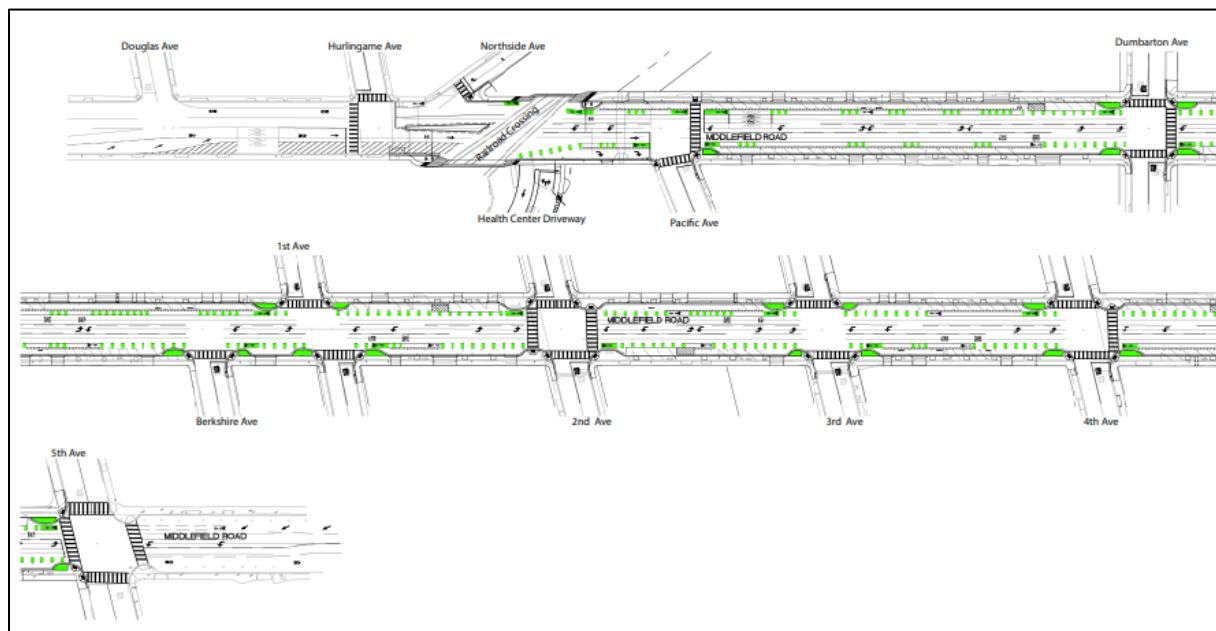 Douglas Ave
Hurlingame Ave
Northside Ave
Dumbarton Ave
Railroad Crossing
MIDDLEFIELD ROAD
Health Center Driveway
Pacific Ave
1st Ave
MIDDLEFIELD ROAD
Berkshire Ave
2nd Ave
3rd Ave
4th Ave
5th Ave
MIDDLEFIELD ROAD